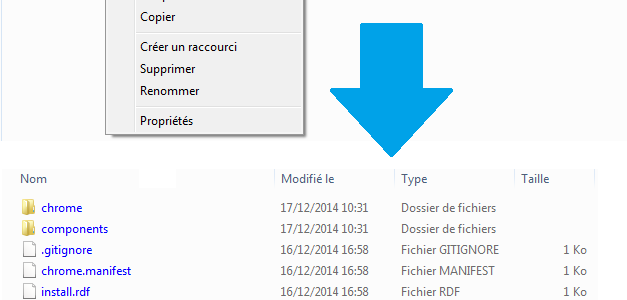 Copier
Créer un raccourci
Supprimer
Renommer
Propriétés
Nom Modifié le Type Taille
chrome 17/12/2014 10:31 Dossier de fichiers
components 17/12/2014 10:31 Dossier de fichiers
.gitignore 16/12/2014 16:58 Fichier GITIGNORE 1 Ko
chrome.manifest 16/12/2014 16:58 Fichier MANIFEST 1 Ko
install.rdf 16/12/2014 16:58 Fichier RDF 1 Ko